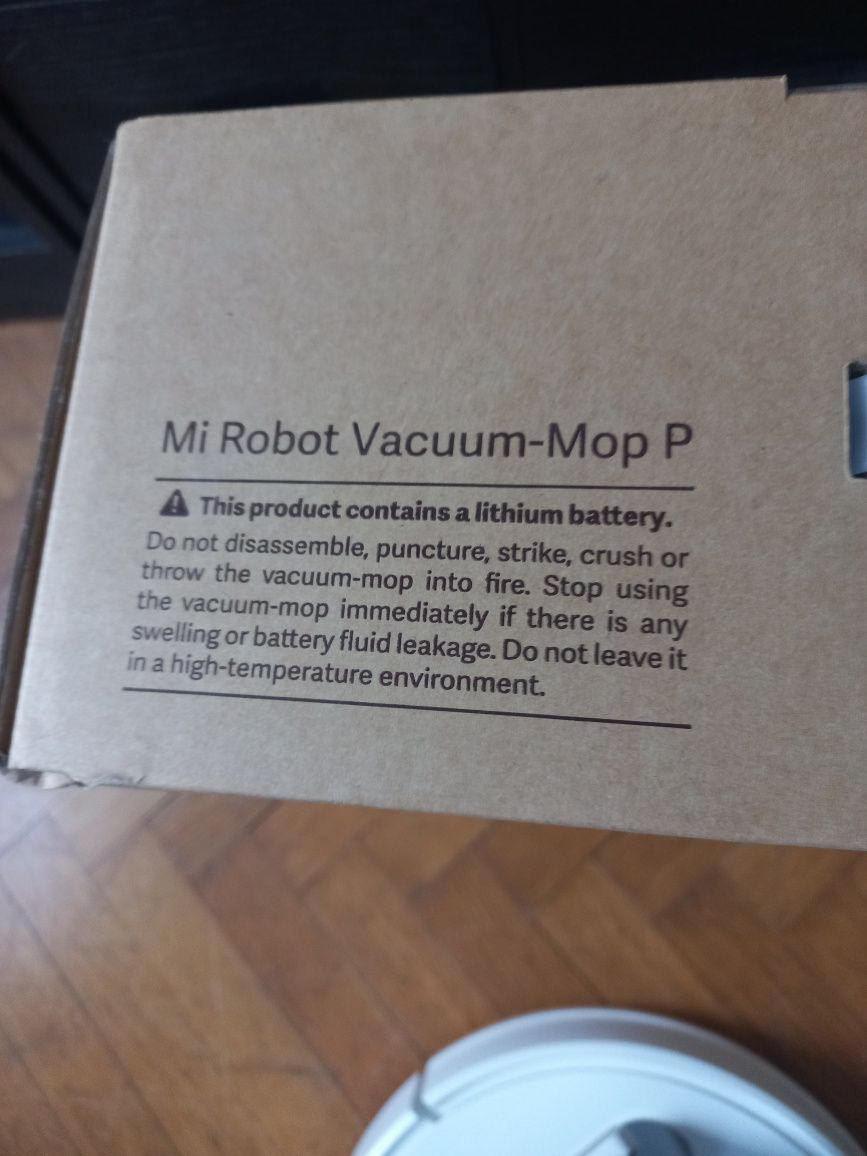 Mi Robot Vacuum-Mop P
This product contains a lithium battery.
Do not disassemble, puncture, strike, crush or
throw the vacuum-mop into fire. Stop using
the vacuum-mop immediately if there is any
swelling or battery fluid leakage. Do not leave it
in a high-temperature environment.